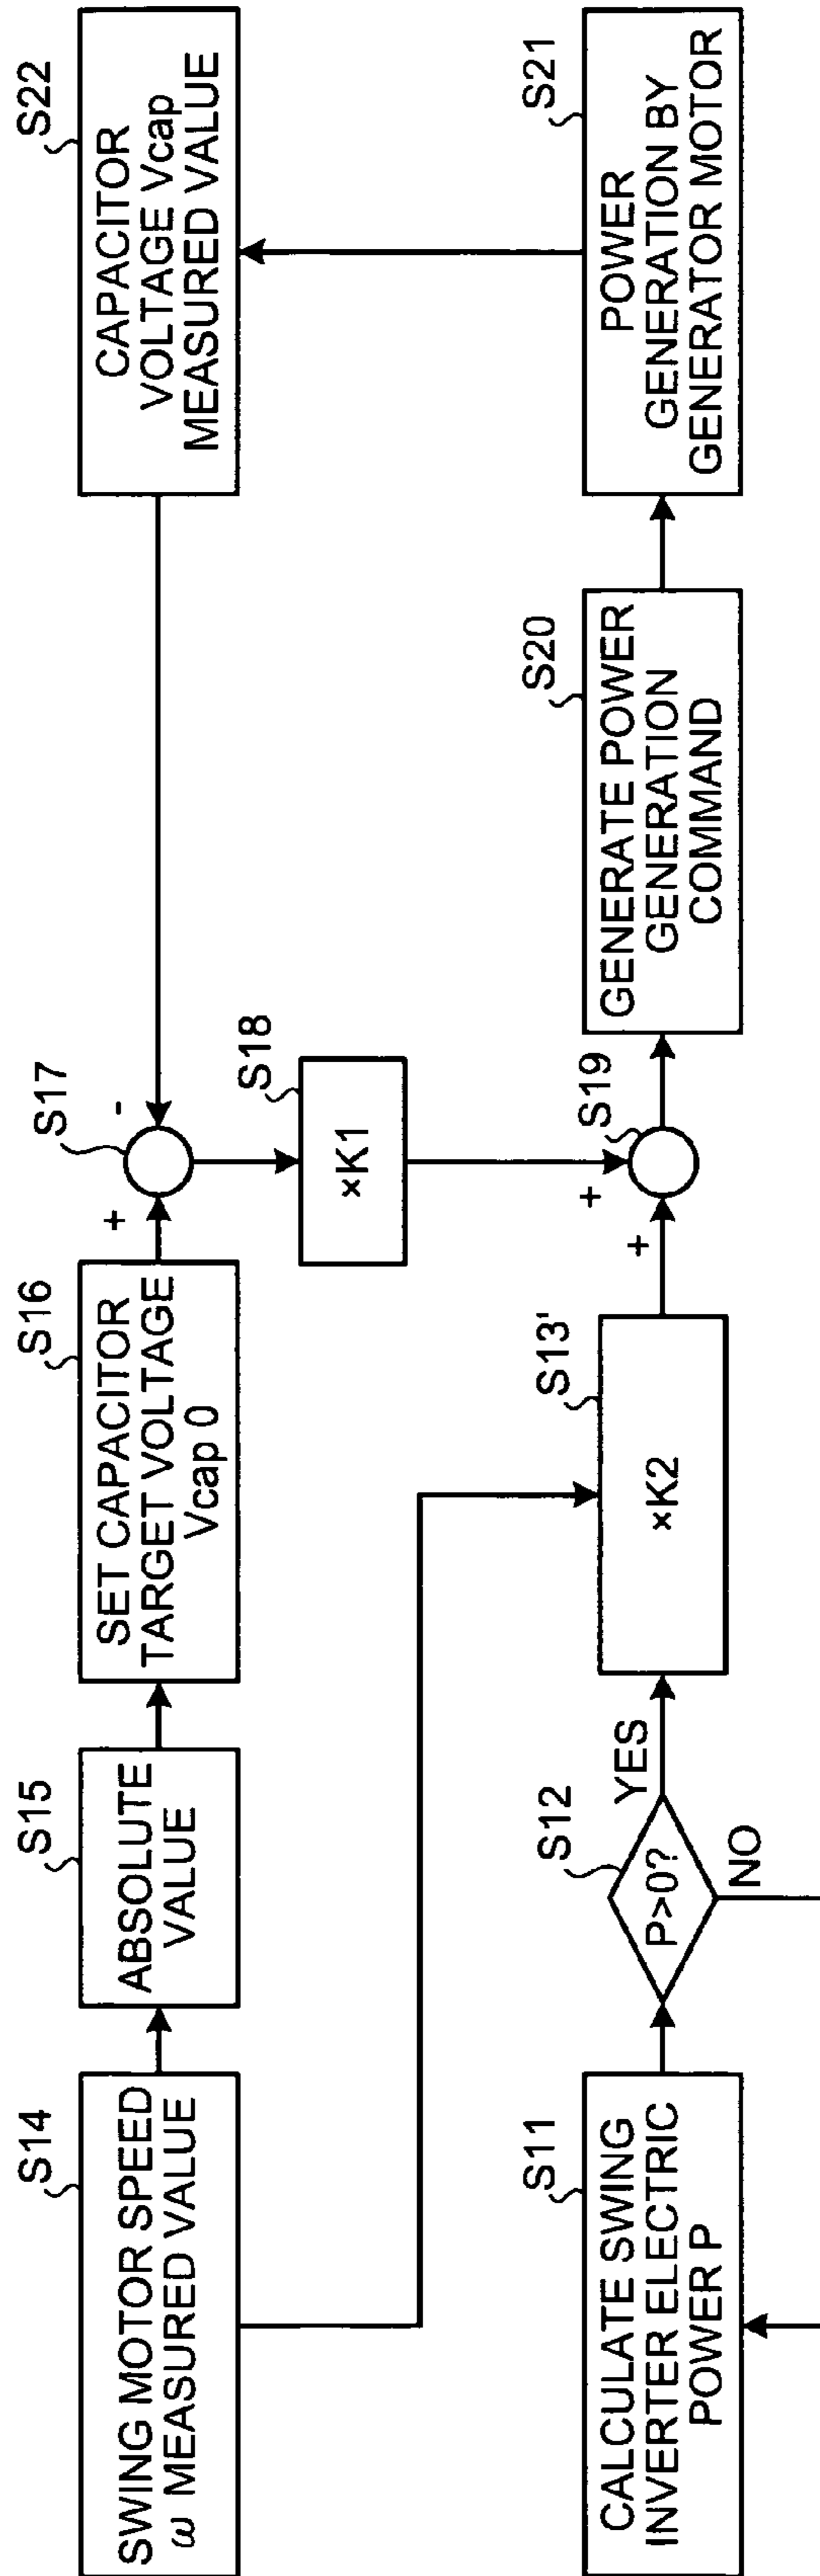 S14
SWING MOTOR SPEED
ω MEASURED VALUE
S15
ABSOLUTE
VALUE
S16
SET CAPACITOR
TARGET VOLTAGE
Vcap 0
S17
+
-
S22
CAPACITOR
VOLTAGE Vcap
MEASURED VALUE
S18
×K1
S11
CALCULATE SWING
INVERTER ELECTRIC
POWER P
S12
P>0?
YES
NO
S13'
×K2
S19
+
+
S20
GENERATE POWER
GENERATION
COMMAND
S21
POWER
GENERATION BY
GENERATOR MOTOR